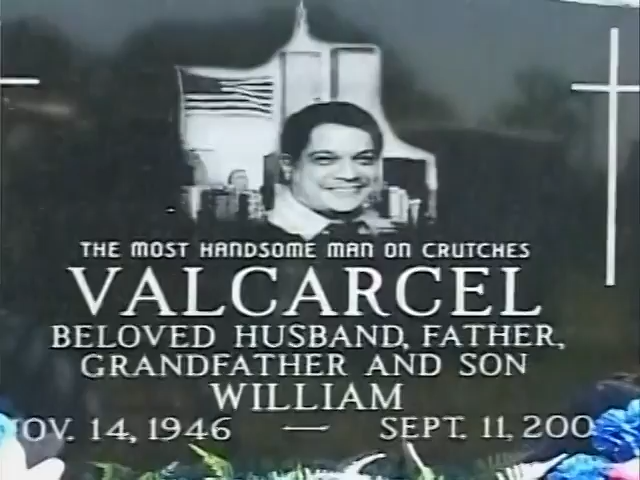 THE MOST HANDSOME MAN ON CRUTCHES
VALCARCEL
BELOVED HUSBAND, FATHER,
GRANDFATHER AND SON
WILLIAM
OV. 14, 1946 — SEPT. 11, 200